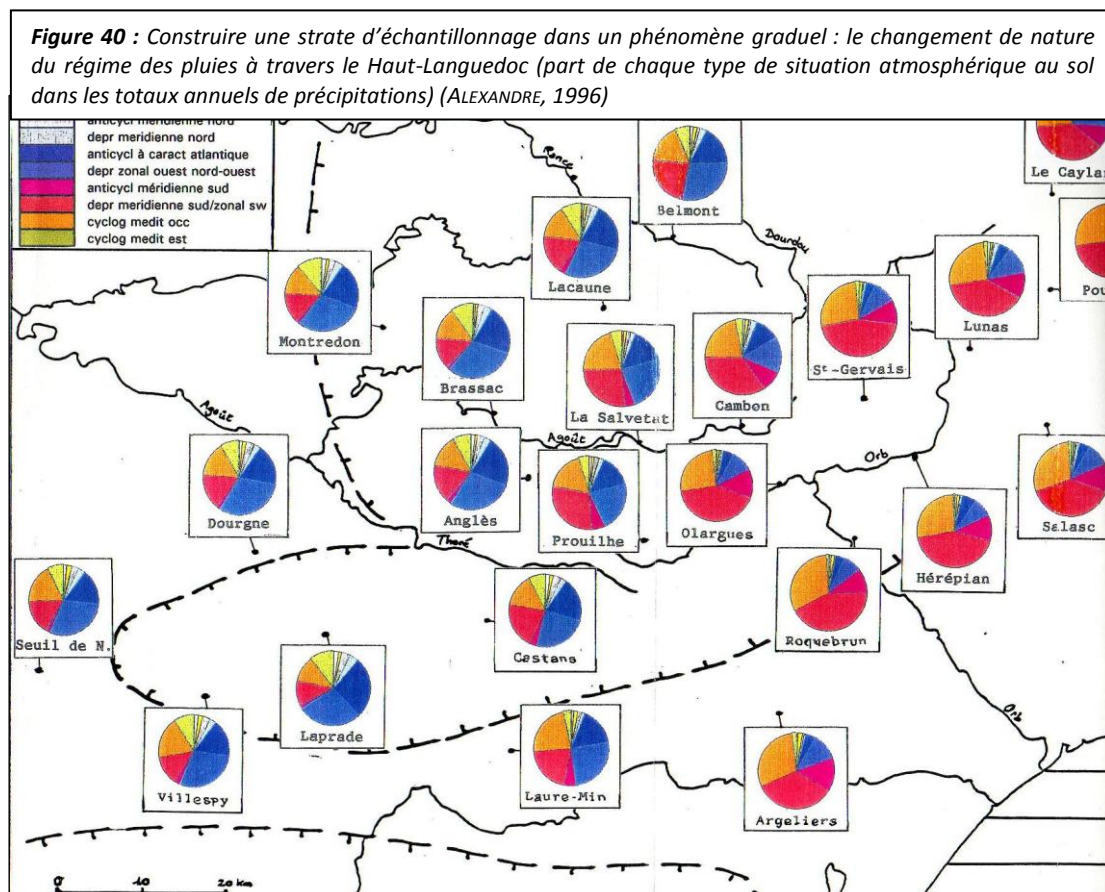 Figure 40 : Construire une strate d’échantillonnage dans un phénomène graduel : le changement de nature
du régime des pluies à travers le Haut-Languedoc (part de chaque type de situation atmosphérique au sol
dans les totaux annuels de précipitations) (ALEXANDRE, 1996)
anticycl meridienne nord
depr meridienne nord
anticycl à caract atlantique
depr zonal ouest nord-ouest
anticycl méridienne sud
depr meridienne sud/zonal sw
cyclog medit occ
cyclog medit est
Rance
Belmont
Le Caylar
Lacaune
Dourdou
Lunas
Pou
Montredon
Brassac
St-Gervais
La Salvetat
Cambon
Agoût
Agoût
Orb
Dourgne
Anglès
Prouilhe
Olargues
Salasc
Thoré
Hérépian
Seuil de N.
Castans
Roquebrun
Laprade
Orb
Villespy
Laure-Min
Argeliers
0 10 20 km